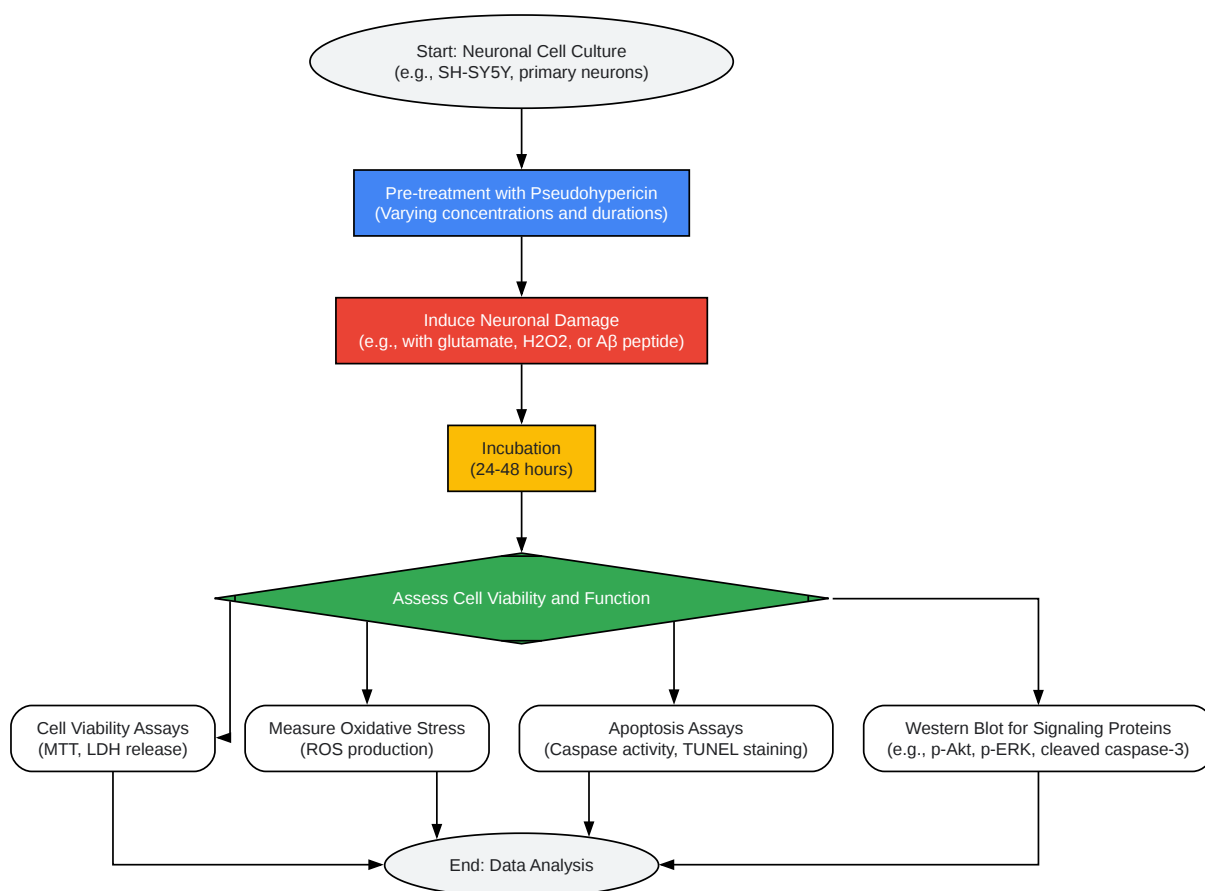 Start: Neuronal Cell Culture
(e.g., SH-SY5Y, primary neurons)
Pre-treatment with Pseudohypericin
(Varying concentrations and durations)
Induce Neuronal Damage
(e.g., with glutamate, H2O2, or Aβ peptide)
Incubation
(24-48 hours)
Assess Cell Viability and Function
Cell Viability Assays
(MTT, LDH release)
Measure Oxidative Stress
(ROS production)
Apoptosis Assays
(Caspase activity, TUNEL staining)
Western Blot for Signaling Proteins
(e.g., p-Akt, p-ERK, cleaved caspase-3)
End: Data Analysis